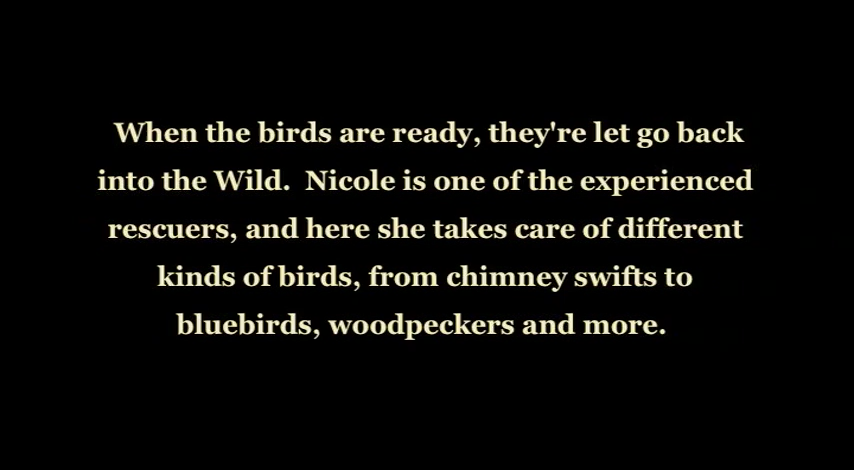 When the birds are ready, they're let go back
into the Wild.  Nicole is one of the experienced
rescuers, and here she takes care of different
kinds of birds, from chimney swifts to
bluebirds, woodpeckers and more.